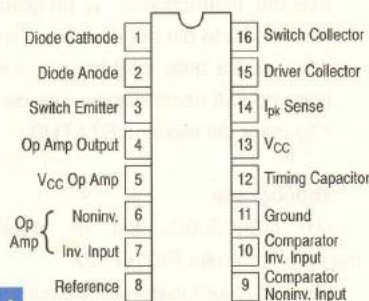 Diode Cathode 1
16 Switch Collector
Diode Anode 2
15 Driver Collector
Switch Emitter 3
14 Ipk Sense
Op Amp Output 4
13 VCC
VCC Op Amp 5
12 Timing Capacitor
Op
Amp { Noninv. 6
11 Ground
Inv. Input 7
10 Comparator
Inv. Input
Reference 8
9 Comparator
Noninv. Input